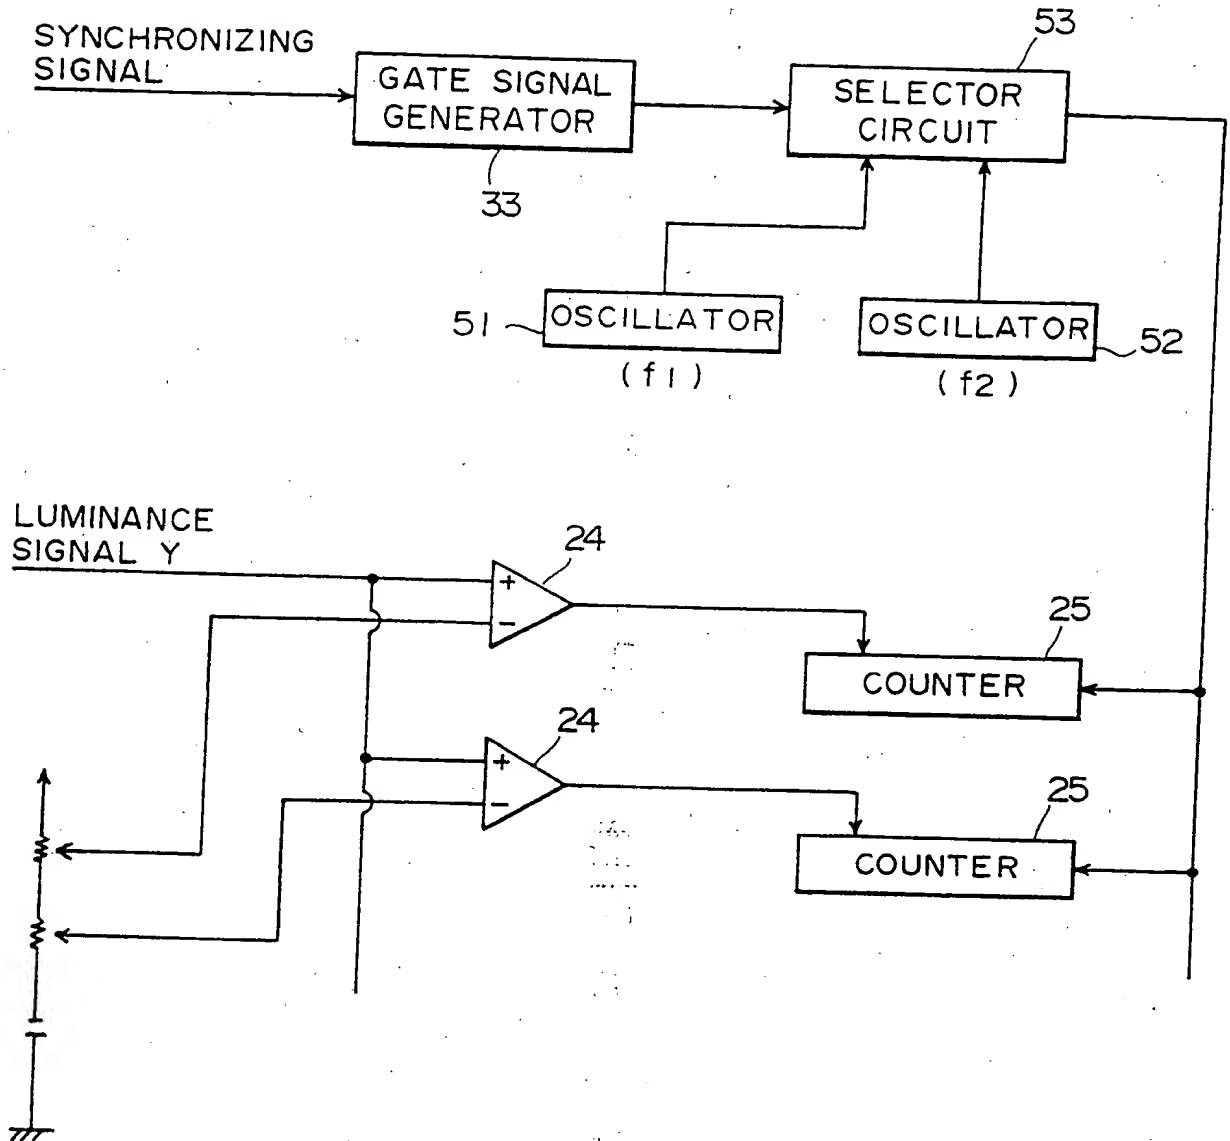 SYNCHRONIZING
SIGNAL
GATE SIGNAL
GENERATOR
33
SELECTOR
CIRCUIT
53
51
OSCILLATOR
(f1)
OSCILLATOR
52
(f2)
LUMINANCE
SIGNAL Y
24
+
−
25
COUNTER
24
+
−
25
COUNTER